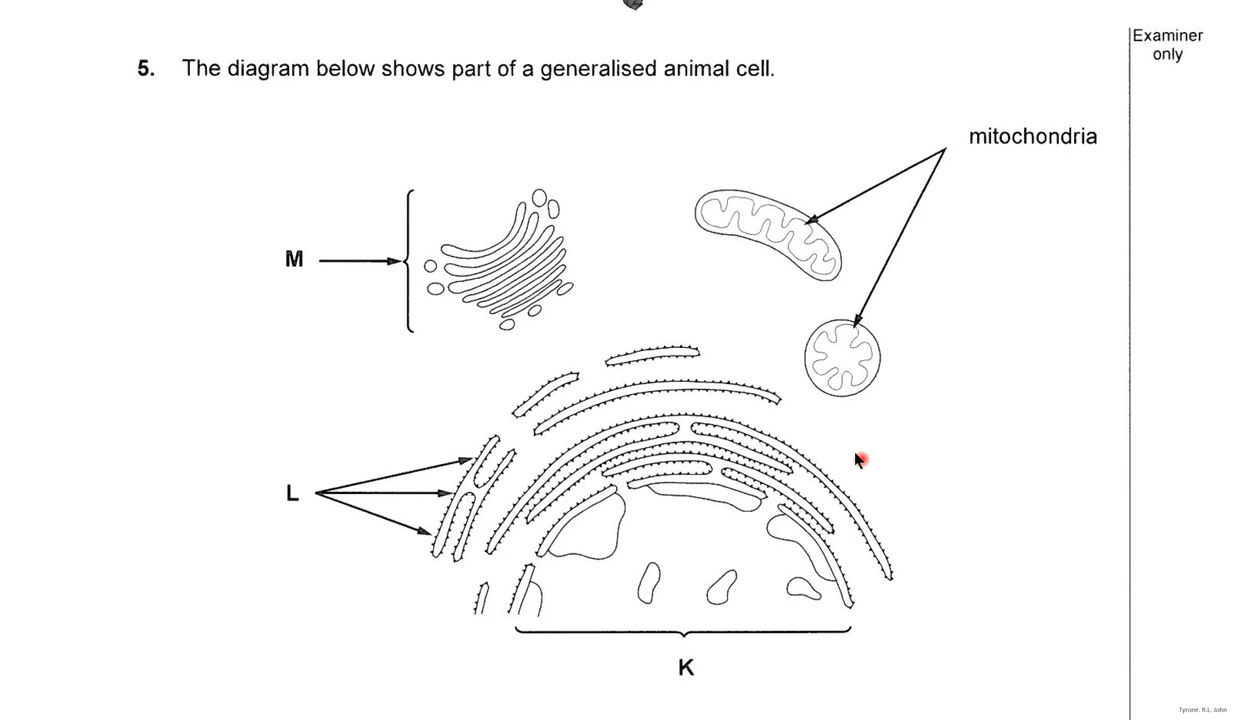 Examiner
only
5. The diagram below shows part of a generalised animal cell.
mitochondria
M
L
K
Tyrone. R.L. John